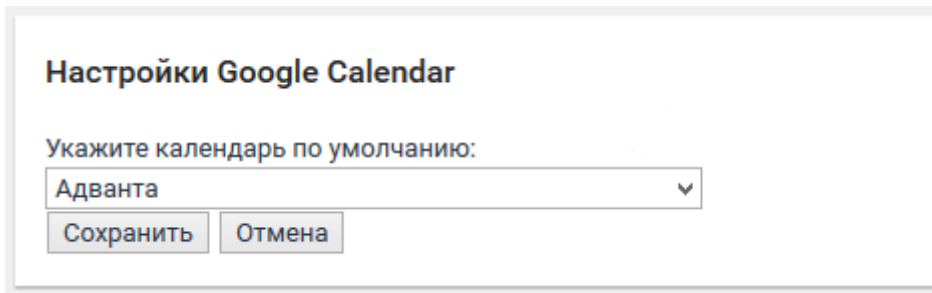 Настройки Google Calendar
Укажите календарь по умолчанию:
Адванта
Сохранить Отмена